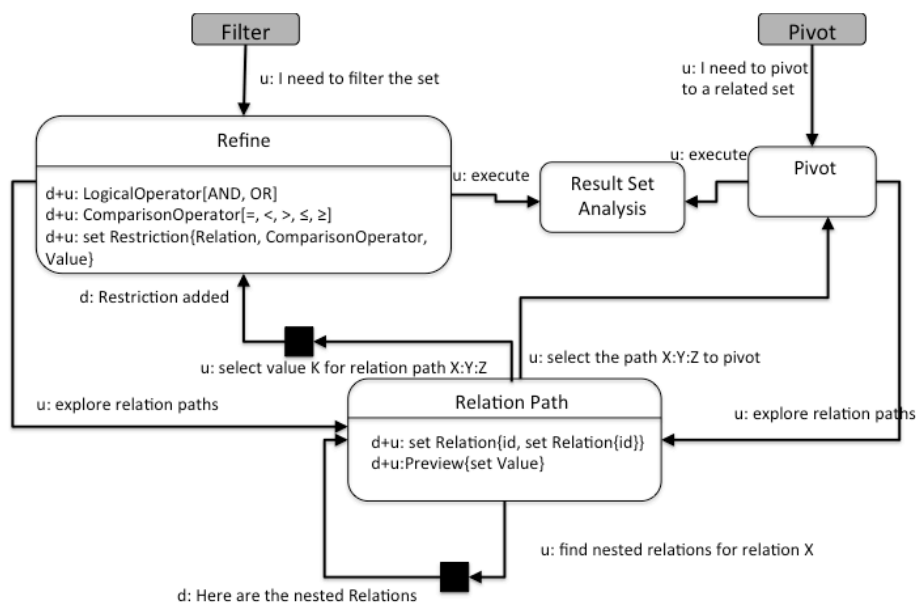 Filter
Pivot
u: I need to filter the set
u: I need to pivot
to a related set
Refine
d+u: LogicalOperator[AND, OR]
d+u: ComparisonOperator[=, <, >, ≤, ≥]
d+u: set Restriction{Relation, ComparisonOperator,
Value}
u: execute
Result Set
Analysis
u: execute
Pivot
d: Restriction added
u: select value K for relation path X:Y:Z
u: select the path X:Y:Z to pivot
u: explore relation paths
u: explore relation paths
Relation Path
d+u: set Relation{id, set Relation{id}}
d+u:Preview{set Value}
u: find nested relations for relation X
d: Here are the nested Relations